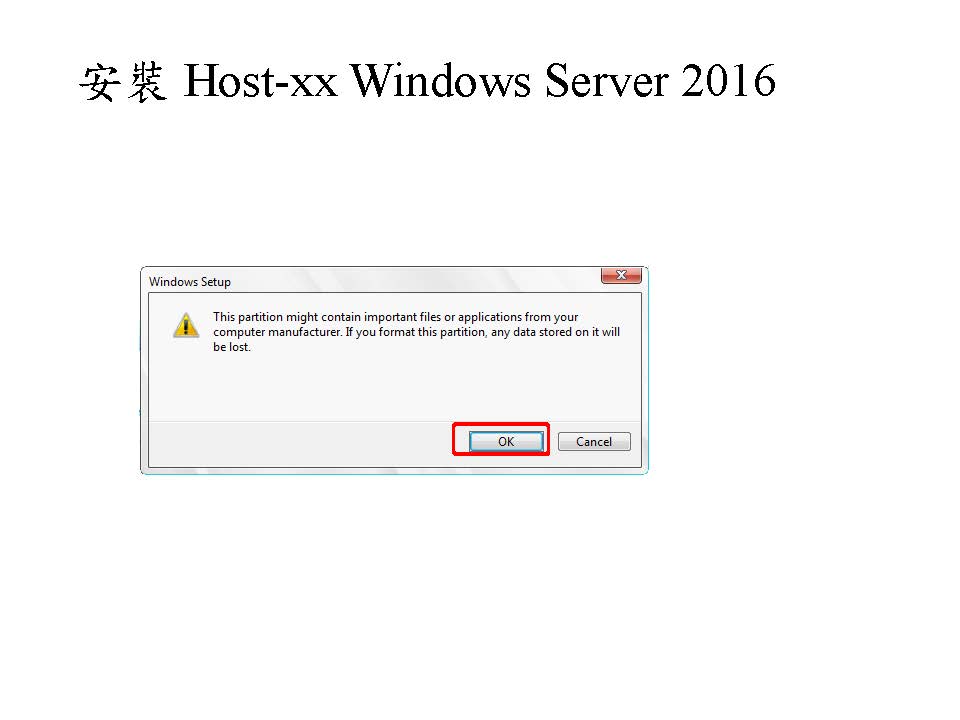 安裝 Host-xx Windows Server 2016
Windows Setup
This partition might contain important files or applications from your
computer manufacturer. If you format this partition, any data stored on it will
be lost.
OK
Cancel